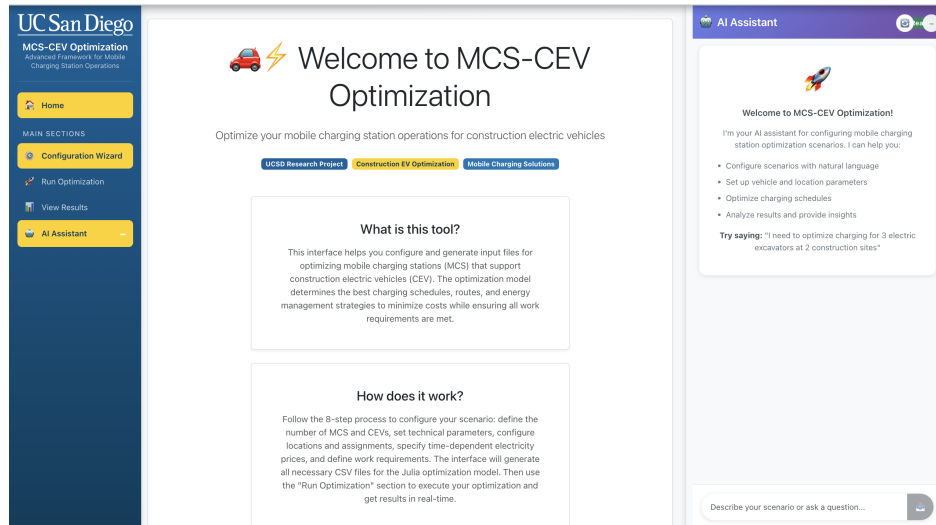 UC San Diego
MCS-CEV Optimization
Advanced Framework for Mobile
Charging Station Operations
Home
MAIN SECTIONS
Configuration Wizard
Run Optimization
View Results
AI Assistant
Welcome to MCS-CEV
Optimization
Optimize your mobile charging station operations for construction electric vehicles
UCSD Research Project
Construction EV Optimization
Mobile Charging Solutions
What is this tool?
This interface helps you configure and generate input files for
optimizing mobile charging stations (MCS) that support
construction electric vehicles (CEV). The optimization model
determines the best charging schedules, routes, and energy
management strategies to minimize costs while ensuring all work
requirements are met.
How does it work?
Follow the 8-step process to configure your scenario: define the
number of MCS and CEVs, set technical parameters, configure
locations and assignments, specify time-dependent electricity
prices, and define work requirements. The interface will generate
all necessary CSV files for the Julia optimization model. Then use
the "Run Optimization" section to execute your optimization and
get results in real-time.
AI Assistant
Welcome to MCS-CEV Optimization!
I'm your AI assistant for configuring mobile charging
station optimization scenarios. I can help you:
• Configure scenarios with natural language
• Set up vehicle and location parameters
• Optimize charging schedules
• Analyze results and provide insights
Try saying: "I need to optimize charging for 3 electric
excavators at 2 construction sites"
Describe your scenario or ask a question...